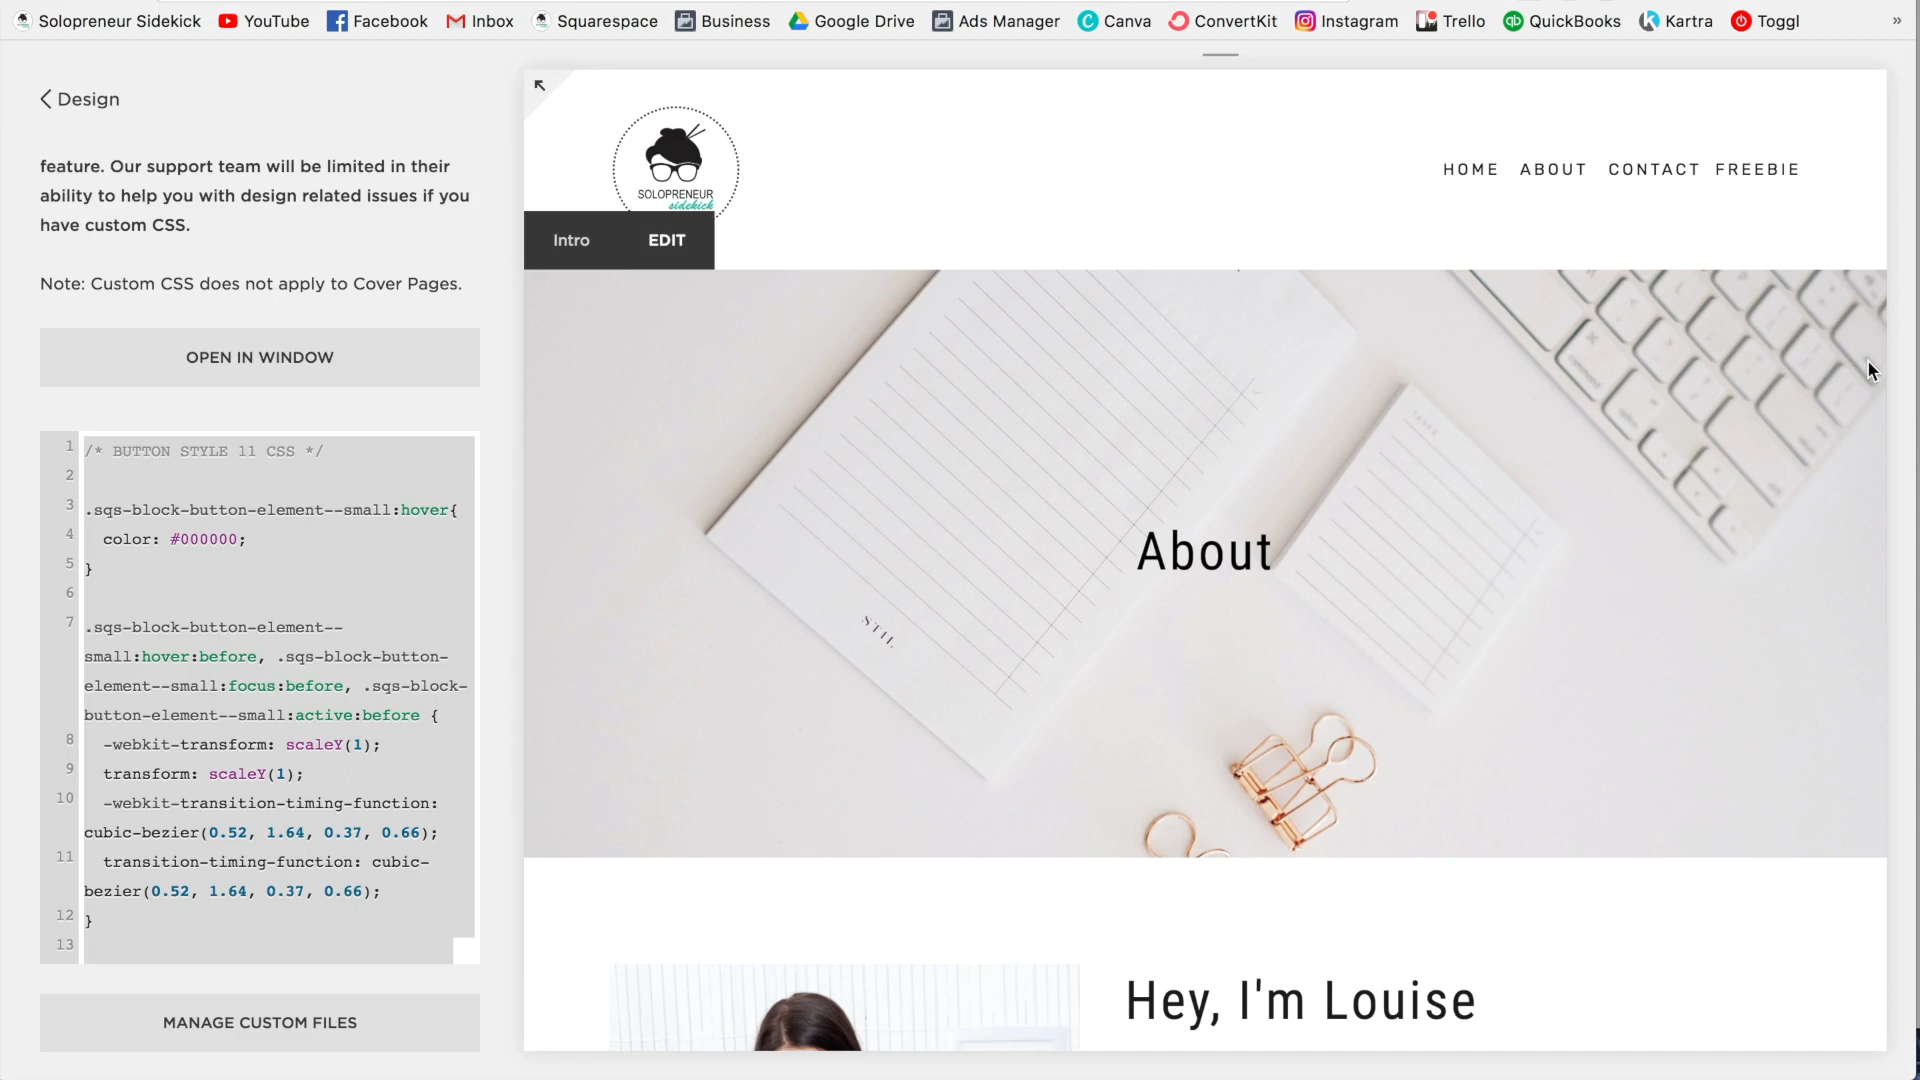 Solopreneur Sidekick YouTube Facebook Inbox Squarespace Business Google Drive Ads Manager Canva ConvertKit Instagram Trello QuickBooks Kartra Toggl »
Design
feature. Our support team will be limited in their
ability to help you with design related issues if you
have custom CSS.
Note: Custom CSS does not apply to Cover Pages.
OPEN IN WINDOW
1 /* BUTTON STYLE 11 CSS */
2
3 .sqs-block-button-element--small:hover{
4 color: #000000;
5 }
6
7 .sqs-block-button-element--
small:hover:before, .sqs-block-button-
element--small:focus:before, .sqs-block-
button-element--small:active:before {
8 -webkit-transform: scaleY(1);
9 transform: scaleY(1);
10 -webkit-transition-timing-function:
cubic-bezier(0.52, 1.64, 0.37, 0.66);
11 transition-timing-function: cubic-
bezier(0.52, 1.64, 0.37, 0.66);
12 }
13
MANAGE CUSTOM FILES
SOLOPRENEUR
sidekick
HOME ABOUT CONTACT FREEBIE
Intro EDIT
command
TASKS
About
STIL
Hey, I'm Louise